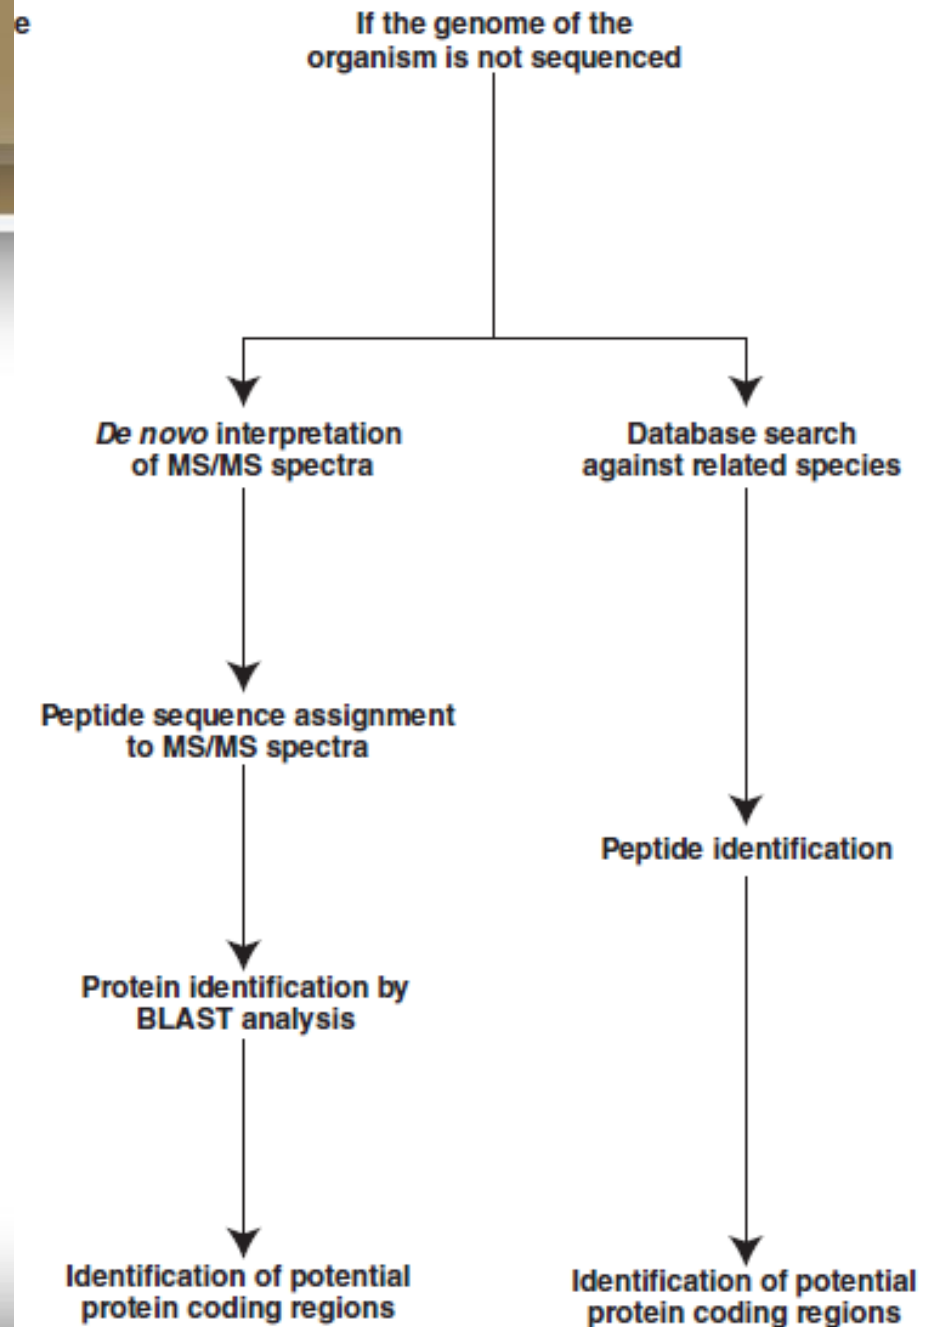 e
If the genome of the
organism is not sequenced
De novo interpretation
of MS/MS spectra
Database search
against related species
Peptide sequence assignment
to MS/MS spectra
Peptide identification
Protein identification by
BLAST analysis
Identification of potential
protein coding regions
Identification of potential
protein coding regions